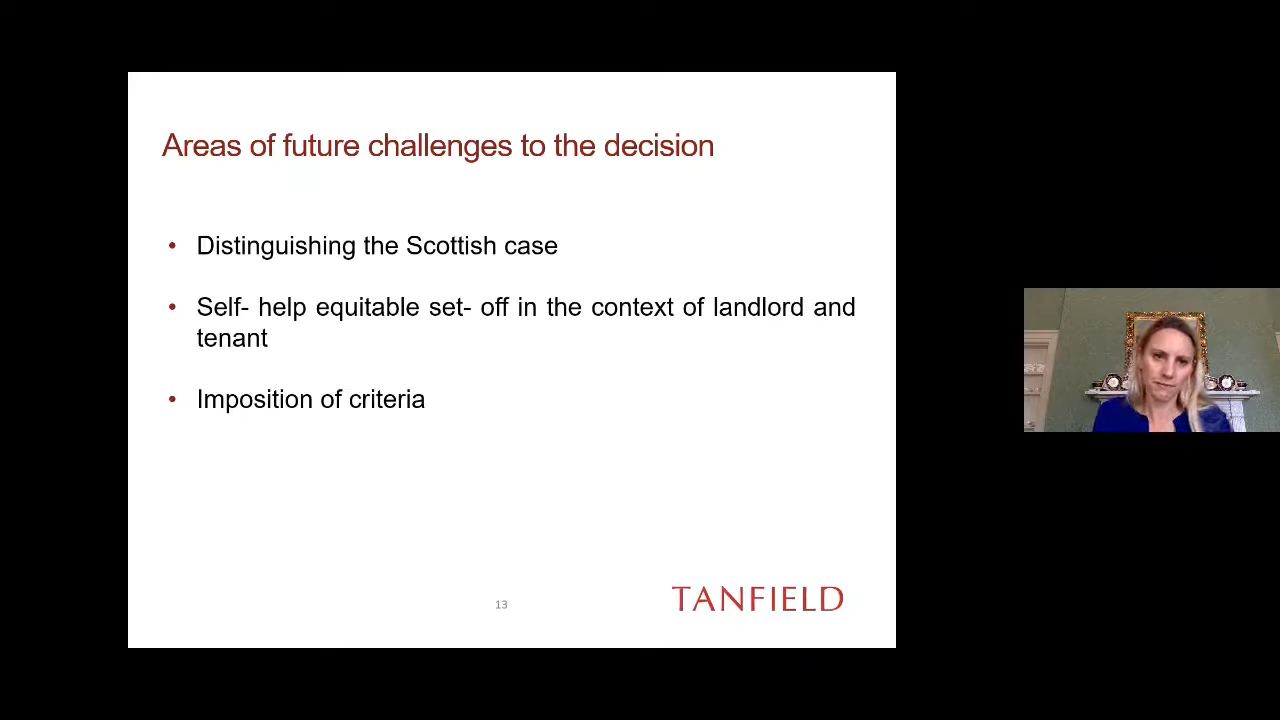 Areas of future challenges to the decision
• Distinguishing the Scottish case
• Self- help equitable set- off in the context of landlord and
tenant
• Imposition of criteria
13
TANFIELD